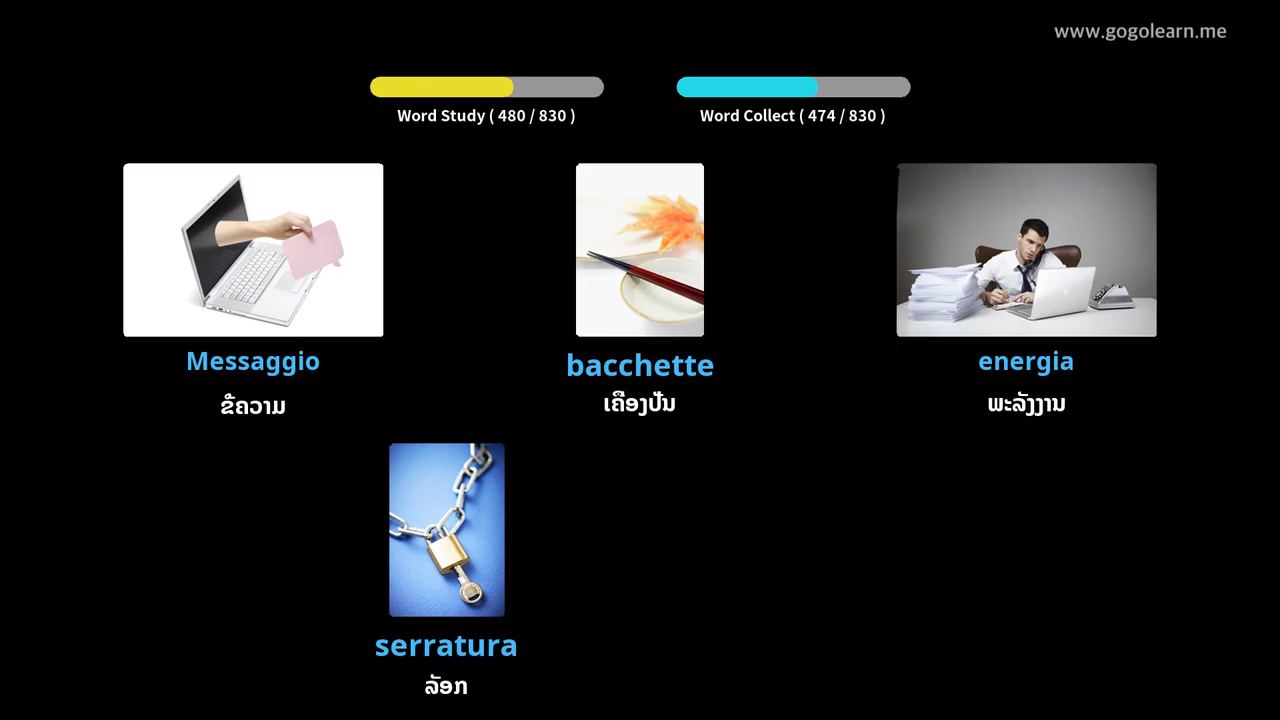 www.gogolearn.me
Word Study ( 480 / 830 )
Word Collect ( 474 / 830 )
Messaggio
ຂໍ້ຄວາມ
bacchette
ເຄື່ອງປັ່ນ
energia
ພະລັງງານ
serratura
ລັອກ